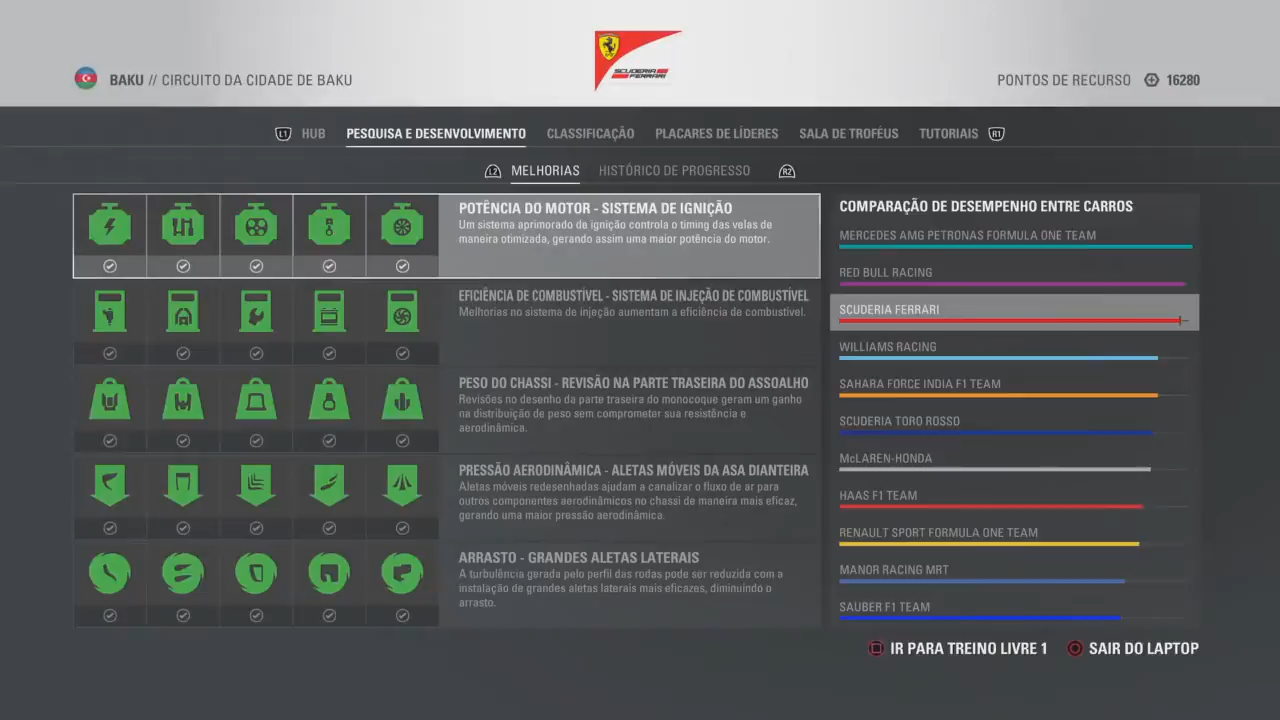 SCUDERIA
FERRARI
BAKU // CIRCUITO DA CIDADE DE BAKU
PONTOS DE RECURSO 16280
L1 HUB PESQUISA E DESENVOLVIMENTO CLASSIFICAÇÃO PLACARES DE LÍDERES SALA DE TROFÉUS TUTORIAIS R1
L2 MELHORIAS HISTÓRICO DE PROGRESSO R2
POTÊNCIA DO MOTOR - SISTEMA DE IGNIÇÃO
Um sistema aprimorado de ignição controla o timing das velas de
maneira otimizada, gerando assim uma maior potência do motor.
EFICIÊNCIA DE COMBUSTÍVEL - SISTEMA DE INJEÇÃO DE COMBUSTÍVEL
Melhorias no sistema de injeção aumentam a eficiência de combustível.
PESO DO CHASSI - REVISÃO NA PARTE TRASEIRA DO ASSOALHO
Revisões no desenho da parte traseira do monocoque geram um ganho
na distribuição de peso sem comprometer sua resistência e
aerodinâmica.
PRESSÃO AERODINÂMICA - ALETAS MÓVEIS DA ASA DIANTEIRA
Aletas móveis redesenhadas ajudam a canalizar o fluxo de ar para
outros componentes aerodinâmicos no chassi de maneira mais eficaz,
gerando uma maior pressão aerodinâmica.
ARRASTO - GRANDES ALETAS LATERAIS
A turbulência gerada pelo perfil das rodas pode ser reduzida com a
instalação de grandes aletas laterais mais eficazes, diminuindo o
arrasto.
COMPARAÇÃO DE DESEMPENHO ENTRE CARROS
MERCEDES AMG PETRONAS FORMULA ONE TEAM
RED BULL RACING
SCUDERIA FERRARI
WILLIAMS RACING
SAHARA FORCE INDIA F1 TEAM
SCUDERIA TORO ROSSO
McLAREN-HONDA
HAAS F1 TEAM
RENAULT SPORT FORMULA ONE TEAM
MANOR RACING MRT
SAUBER F1 TEAM
IR PARA TREINO LIVRE 1 SAIR DO LAPTOP